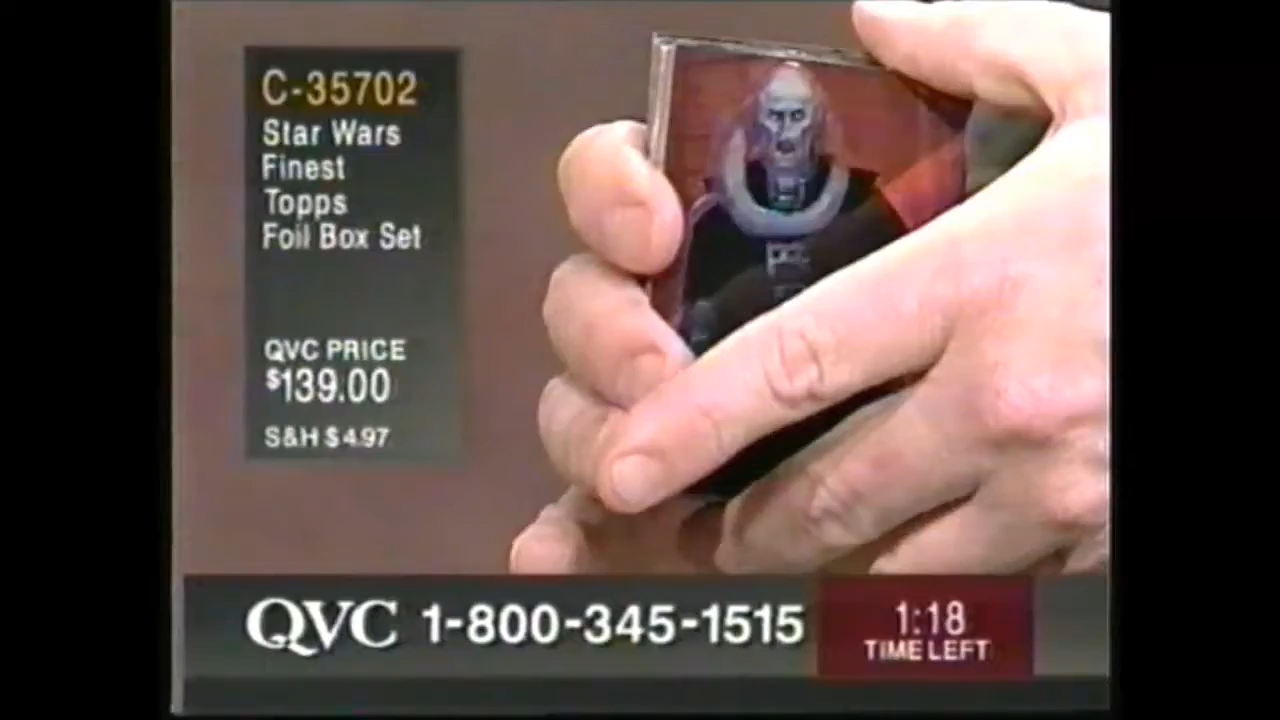 C-35702
Star Wars
Finest
Topps
Foil Box Set
QVC PRICE
$139.00
S&H $4.97
QVC 1-800-345-1515
1:18
TIME LEFT